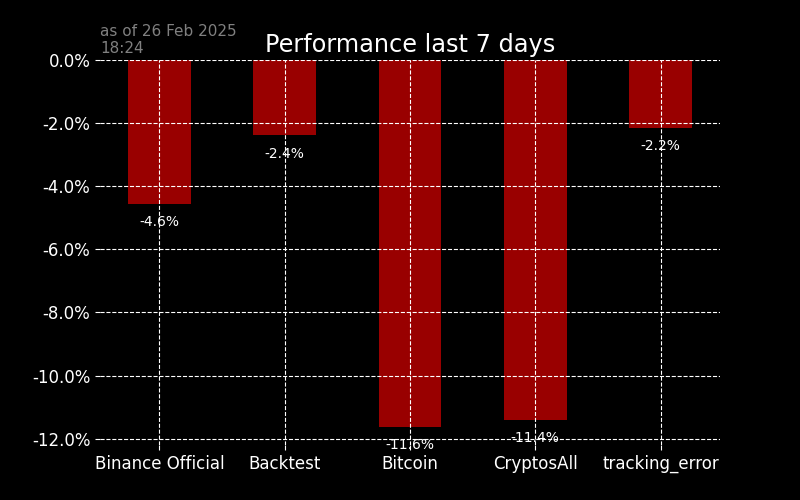 as of 26 Feb 2025
18:24
Performance last 7 days
0.0%
-2.0%
-4.0%
-6.0%
-8.0%
-10.0%
-12.0%
-4.6%
-2.4%
-11.6%
-11.4%
-2.2%
Binance Official
Backtest
Bitcoin
CryptosAll
tracking_error